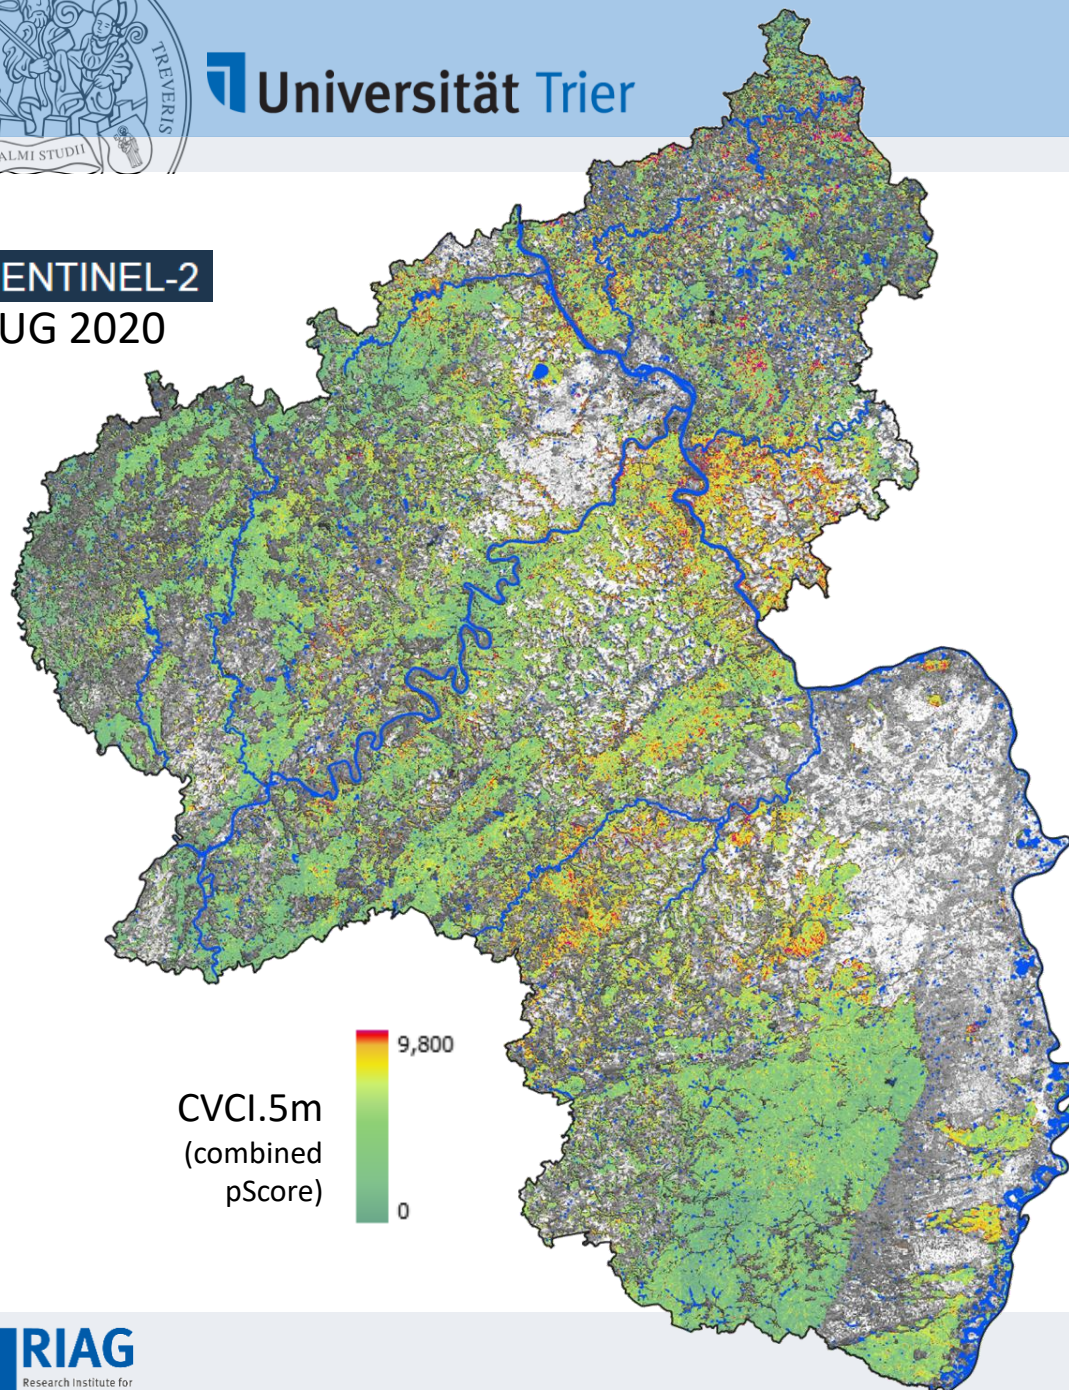 TREVERIS
ALMI STUDII
Universität Trier
ENTINEL-2
UG 2020
9,800
CVCI.5m
(combined
pScore)
0
RIAG
Research Institute for